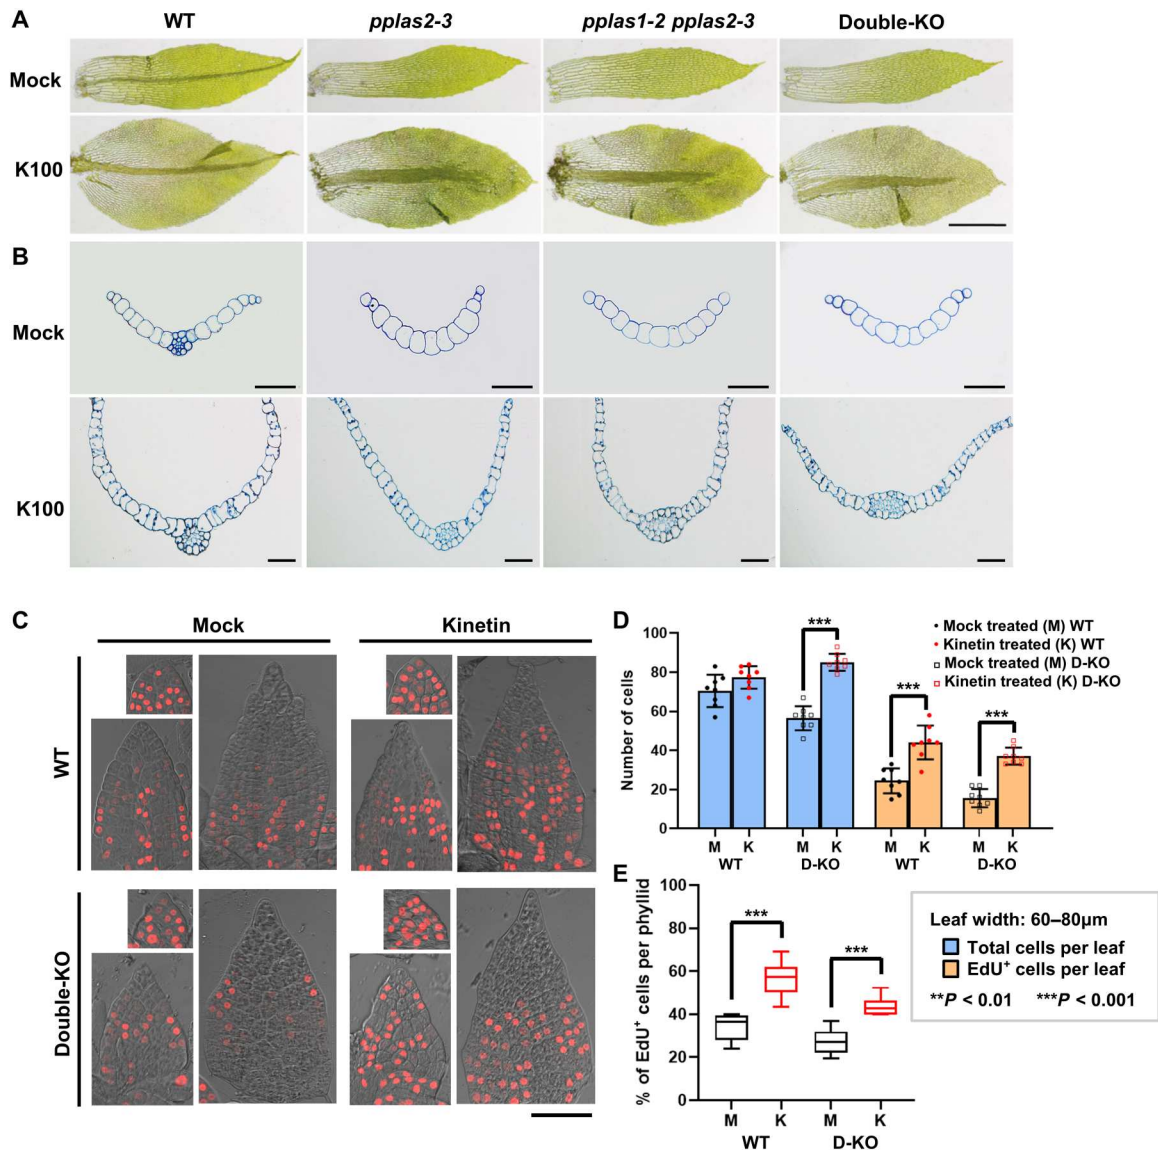 A
WT
pplas2-3
pplas1-2 pplas2-3
Double-KO
Mock
K100
B
Mock
K100
C
Mock
Kinetin
WT
Double-KO
D
Number of cells
100
80
60
40
20
0
***
***
***
M K M K M K M K
WT D-KO WT D-KO
Mock treated (M) WT
Kinetin treated (K) WT
Mock treated (M) D-KO
Kinetin treated (K) D-KO
E
% of EdU⁺ cells per phyllid
100
80
60
40
20
0
***
***
M K M K
WT D-KO
Leaf width: 60–80µm
Total cells per leaf
EdU⁺ cells per leaf
**P < 0.01 ***P < 0.001